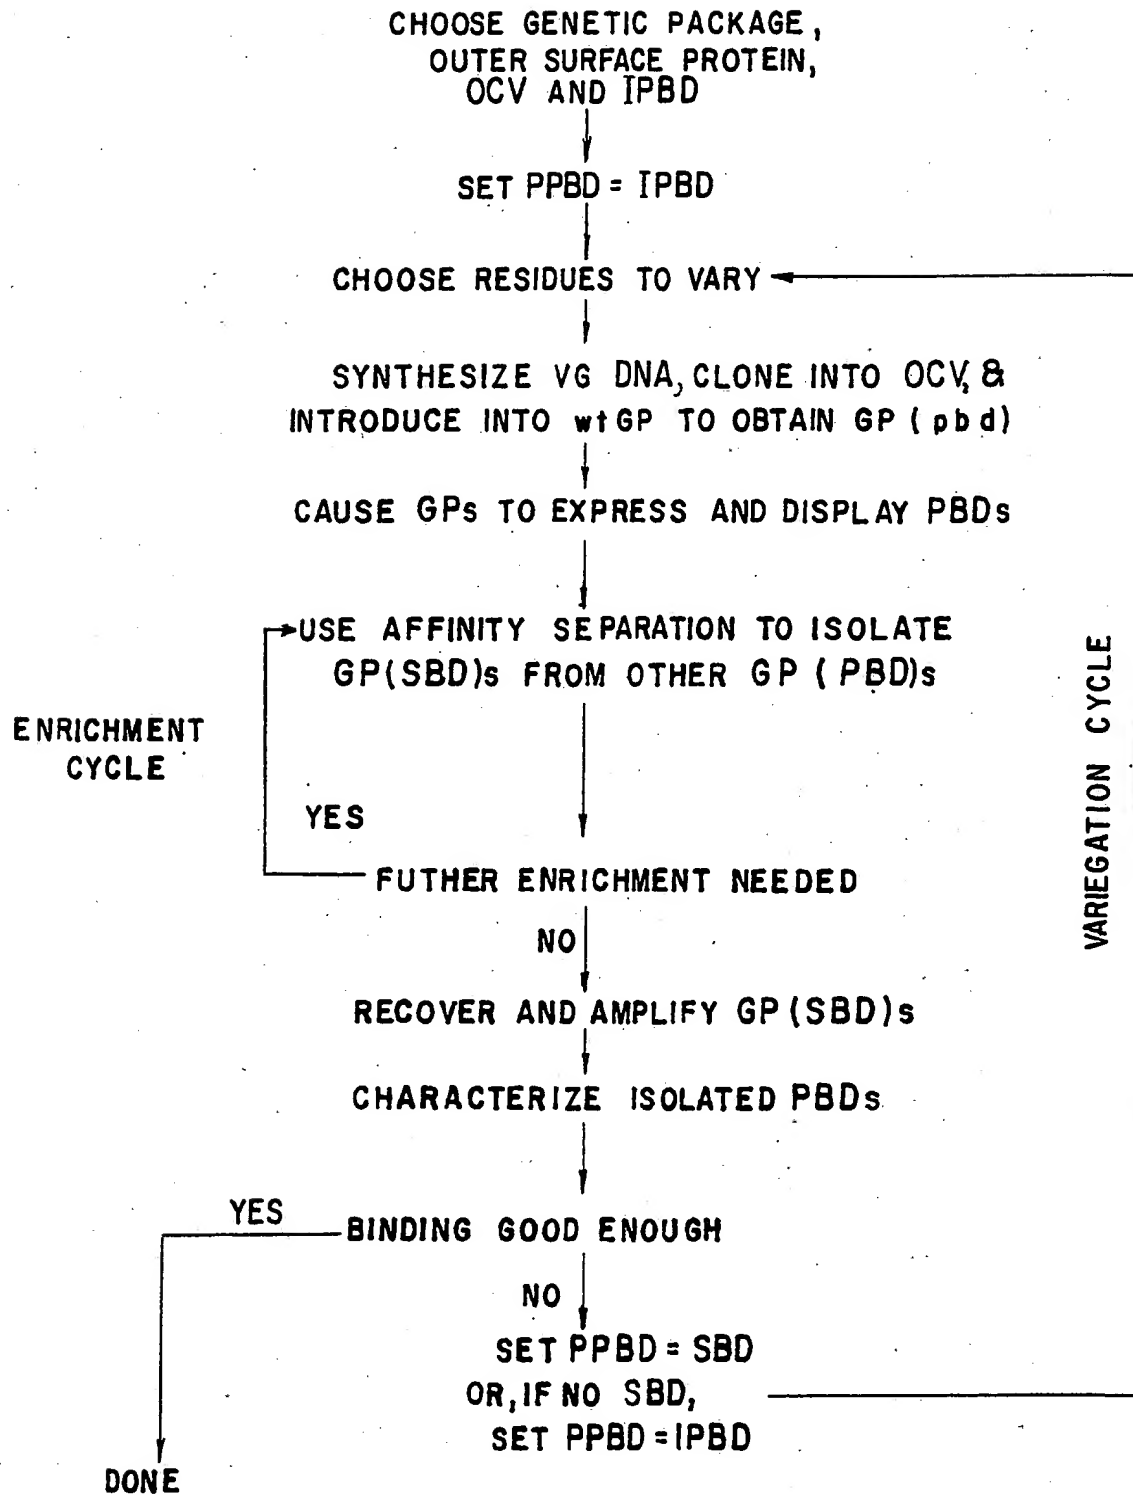 CHOOSE GENETIC PACKAGE,
OUTER SURFACE PROTEIN,
OCV AND IPBD
SET PPBD = IPBD
CHOOSE RESIDUES TO VARY
SYNTHESIZE VG DNA, CLONE INTO OCV, &
INTRODUCE INTO wtGP TO OBTAIN GP (pbd)
CAUSE GPs TO EXPRESS AND DISPLAY PBDs
USE AFFINITY SEPARATION TO ISOLATE
GP(SBD)s FROM OTHER GP (PBD)s
ENRICHMENT
CYCLE
VARIEGATION CYCLE
YES
FUTHER ENRICHMENT NEEDED
NO
RECOVER AND AMPLIFY GP(SBD)s
CHARACTERIZE ISOLATED PBDs
YES
BINDING GOOD ENOUGH
NO
SET PPBD = SBD
OR, IF NO SBD,
SET PPBD = IPBD
DONE